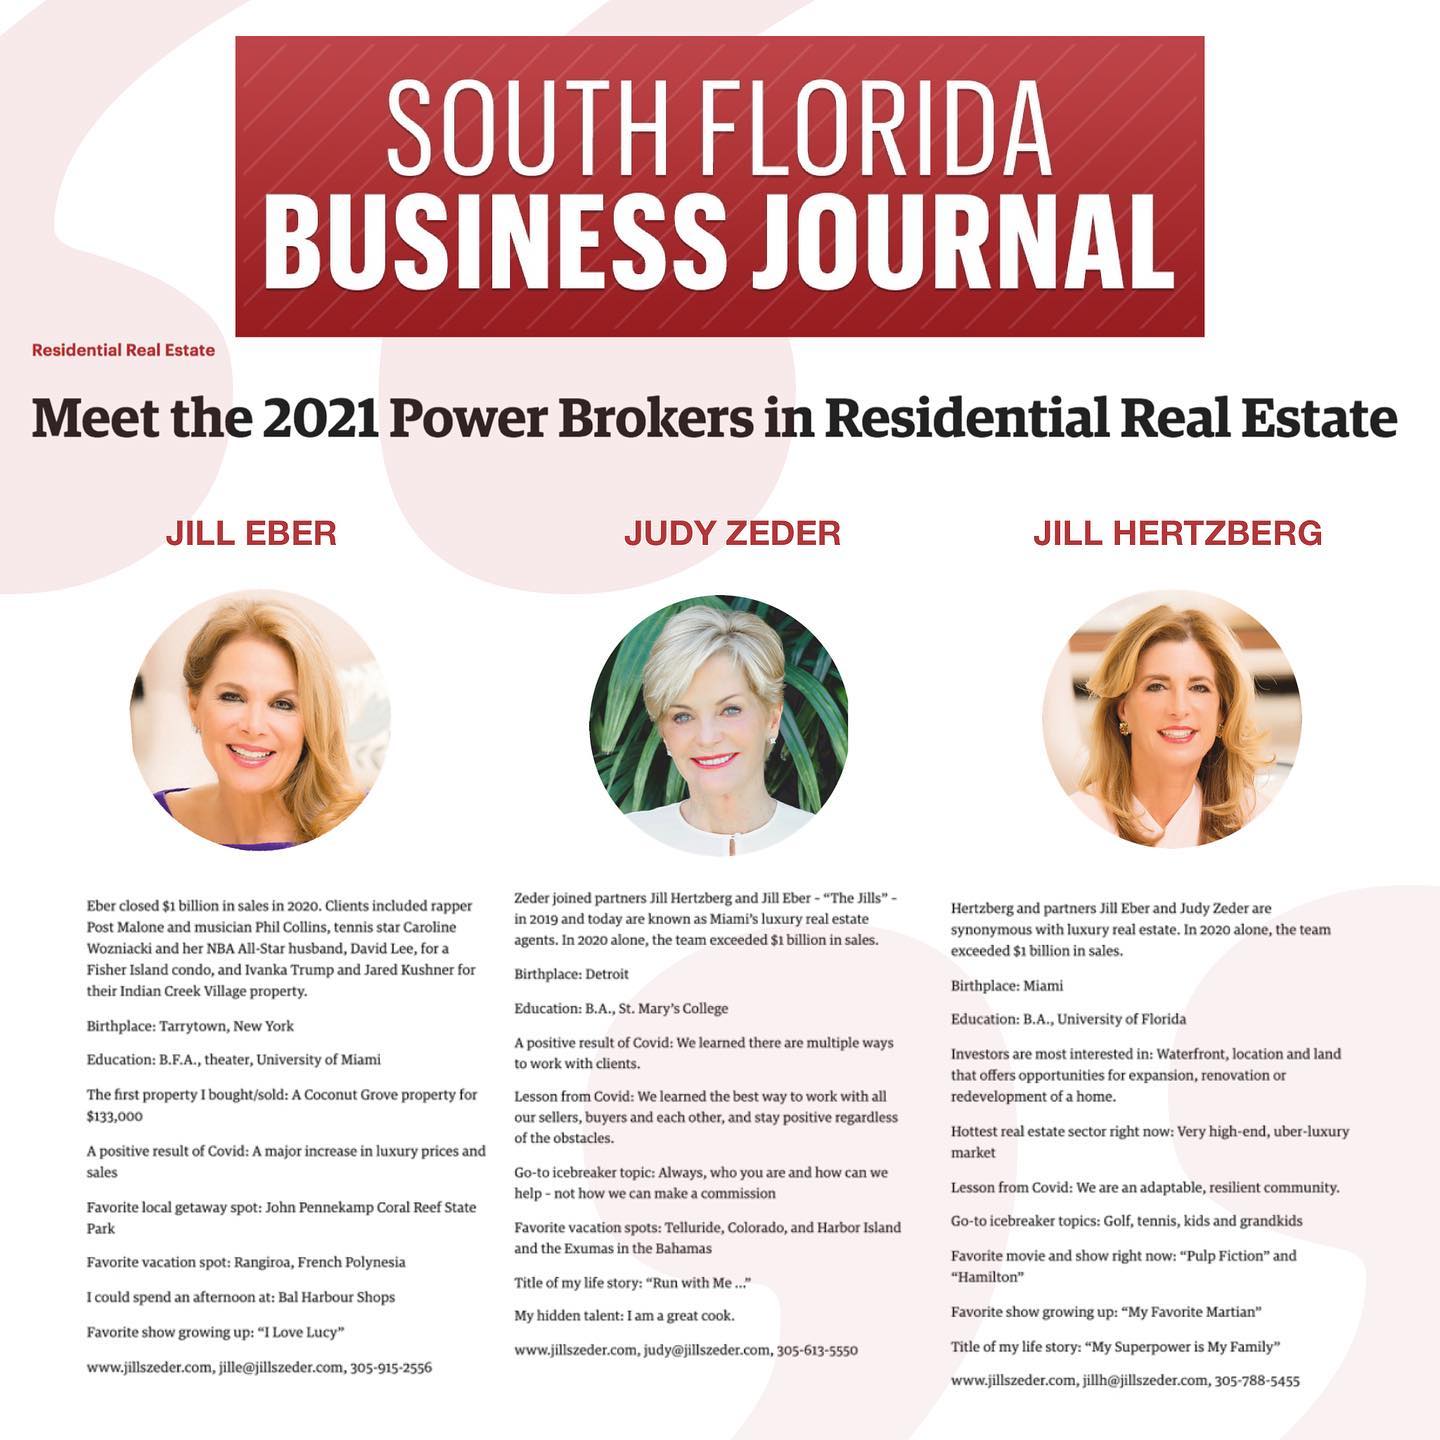 SOUTH FLORIDA
BUSINESS JOURNAL
Residential Real Estate
Meet the 2021 Power Brokers in Residential Real Estate
JILL EBER
Eber closed $1 billion in sales in 2020. Clients included rapper
Post Malone and musician Phil Collins, tennis star Caroline
Wozniacki and her NBA All-Star husband, David Lee, for a
Fisher Island condo, and Ivanka Trump and Jared Kushner for
their Indian Creek Village property.
Birthplace: Tarrytown, New York
Education: B.F.A., theater, University of Miami
The first property I bought/sold: A Coconut Grove property for
$133,000
A positive result of Covid: A major increase in luxury prices and
sales
Favorite local getaway spot: John Pennekamp Coral Reef State
Park
Favorite vacation spot: Rangiroa, French Polynesia
I could spend an afternoon at: Bal Harbour Shops
Favorite show growing up: “I Love Lucy”
www.jillszeder.com, jille@jillszeder.com, 305-915-2556
JUDY ZEDER
Zeder joined partners Jill Hertzberg and Jill Eber – “The Jills” –
in 2019 and today are known as Miami’s luxury real estate
agents. In 2020 alone, the team exceeded $1 billion in sales.
Birthplace: Detroit
Education: B.A., St. Mary’s College
A positive result of Covid: We learned there are multiple ways
to work with clients.
Lesson from Covid: We learned the best way to work with all
our sellers, buyers and each other, and stay positive regardless
of the obstacles.
Go-to icebreaker topic: Always, who you are and how can we
help – not how we can make a commission
Favorite vacation spots: Telluride, Colorado, and Harbor Island
and the Exumas in the Bahamas
Title of my life story: “Run with Me ...”
My hidden talent: I am a great cook.
www.jillszeder.com, judy@jillszeder.com, 305-613-5550
JILL HERTZBERG
Hertzberg and partners Jill Eber and Judy Zeder are
synonymous with luxury real estate. In 2020 alone, the team
exceeded $1 billion in sales.
Birthplace: Miami
Education: B.A., University of Florida
Investors are most interested in: Waterfront, location and land
that offers opportunities for expansion, renovation or
redevelopment of a home.
Hottest real estate sector right now: Very high-end, uber-luxury
market
Lesson from Covid: We are an adaptable, resilient community.
Go-to icebreaker topics: Golf, tennis, kids and grandkids
Favorite movie and show right now: “Pulp Fiction” and
“Hamilton”
Favorite show growing up: “My Favorite Martian”
Title of my life story: “My Superpower is My Family”
www.jillszeder.com, jillh@jillszeder.com, 305-788-5455